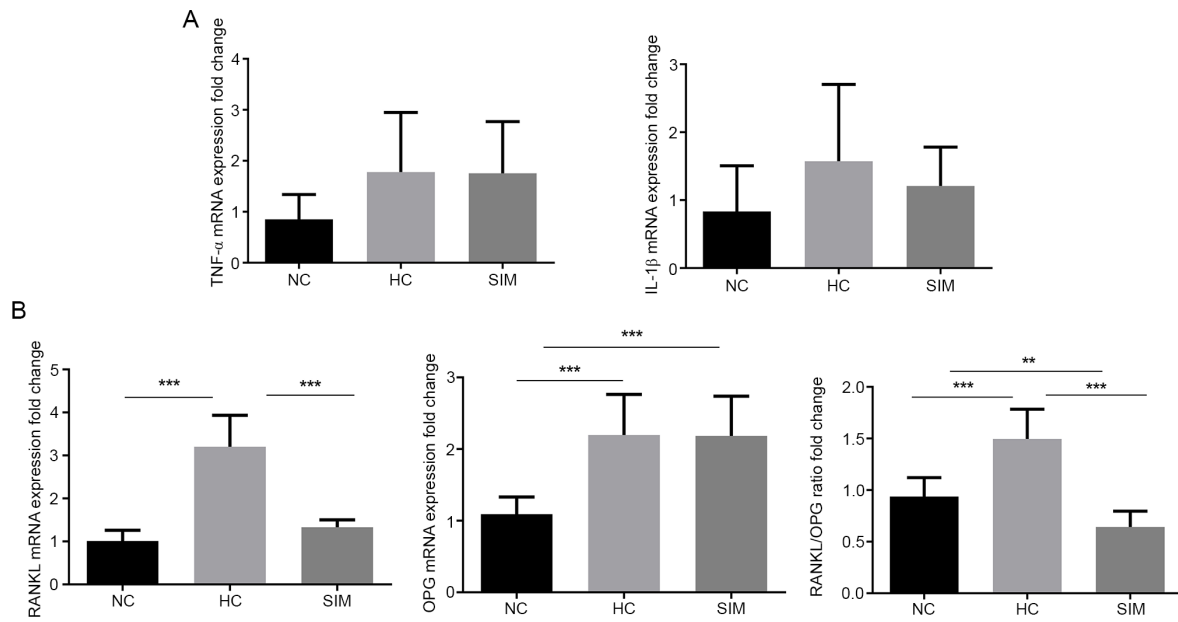 A
TNF-α mRNA expression fold change
4
3
2
1
0
NC HC SIM
IL-1β mRNA expression fold change
3
2
1
0
NC HC SIM
B
RANKL mRNA expression fold change
5
4
3
2
1
0
*** ***
NC HC SIM
OPG mRNA expression fold change
3
2
1
0
***
***
NC HC SIM
RANKL/OPG ratio fold change
2.0
1.5
1.0
0.5
0.0
**
*** ***
NC HC SIM